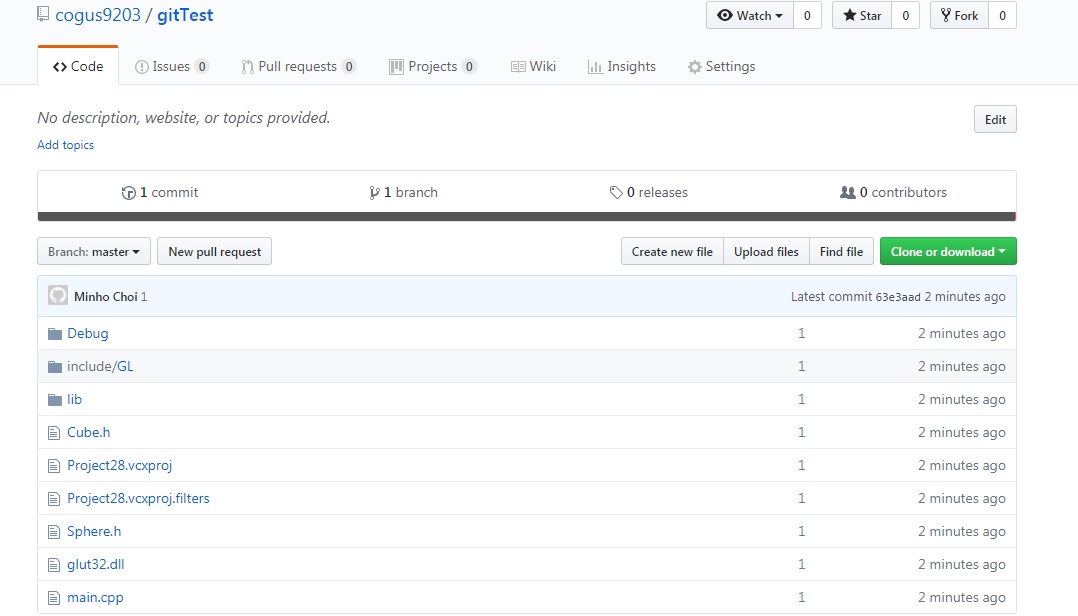 cogus9203 / gitTest
Watch 0 Star 0 Fork 0
Code Issues 0 Pull requests 0 Projects 0 Wiki Insights Settings
No description, website, or topics provided. Edit
Add topics
1 commit 1 branch 0 releases 0 contributors
Branch: master New pull request Create new file Upload files Find file Clone or download
Minho Choi 1 Latest commit 63e3aad 2 minutes ago
Debug 1 2 minutes ago
include/GL 1 2 minutes ago
lib 1 2 minutes ago
Cube.h 1 2 minutes ago
Project28.vcxproj 1 2 minutes ago
Project28.vcxproj.filters 1 2 minutes ago
Sphere.h 1 2 minutes ago
glut32.dll 1 2 minutes ago
main.cpp 1 2 minutes ago